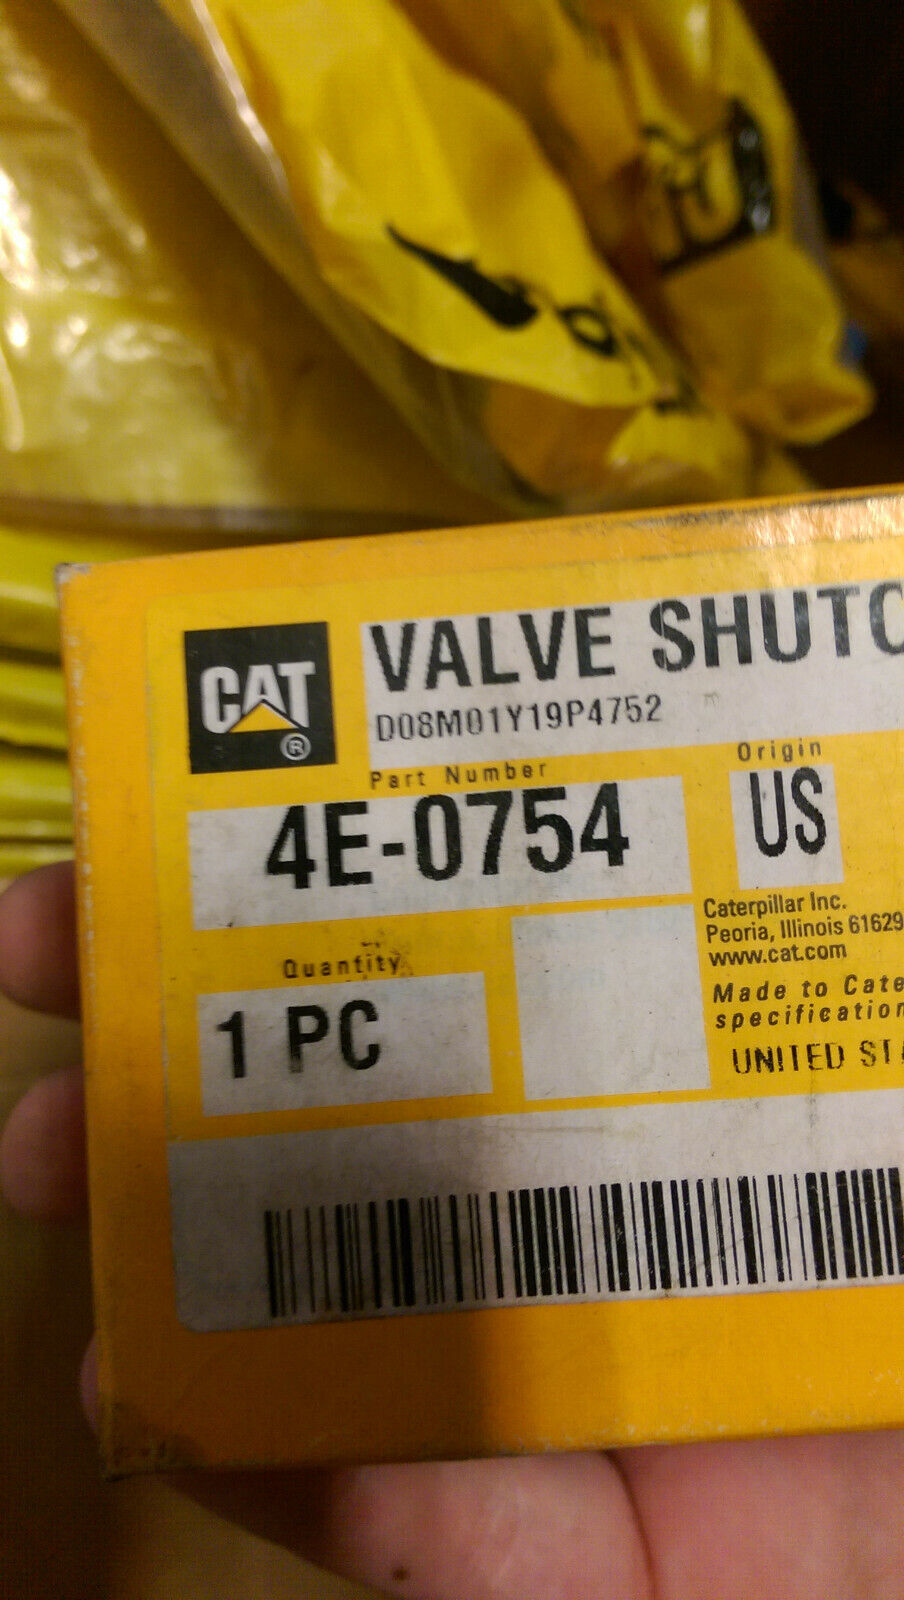 CAT
®
VALVE SHUTO
D08M01Y19P4752
Part Number
4E-0754
Origin
US
Caterpillar Inc.
Peoria, Illinois 61629
www.cat.com
Quantity
1 PC
Made to Cate
specification
UNITED STA